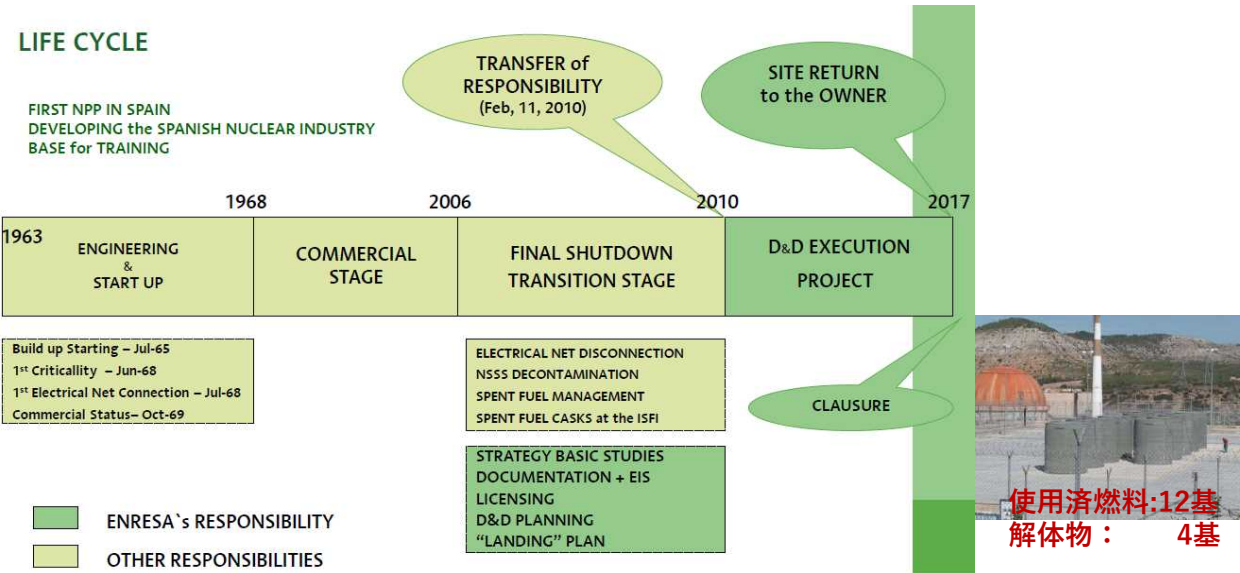 LIFE CYCLE
FIRST NPP IN SPAIN
DEVELOPING the SPANISH NUCLEAR INDUSTRY
BASE for TRAINING
TRANSFER of
RESPONSIBILITY
(Feb, 11, 2010)
SITE RETURN
to the OWNER
1968
2006
2010
2017
1963
ENGINEERING
&
START UP
COMMERCIAL
STAGE
FINAL SHUTDOWN
TRANSITION STAGE
D&D EXECUTION
PROJECT
Build up Starting – Jul-65
1st Criticallity – Jun-68
1st Electrical Net Connection – Jul-68
Commercial Status– Oct-69
ELECTRICAL NET DISCONNECTION
NSSS DECONTAMINATION
SPENT FUEL MANAGEMENT
SPENT FUEL CASKS at the ISFI
CLAUSURE
STRATEGY BASIC STUDIES
DOCUMENTATION + EIS
LICENSING
D&D PLANNING
“LANDING” PLAN
ENRESA`s RESPONSIBILITY
OTHER RESPONSIBILITIES
使用済燃料:12基
解体物： 4基